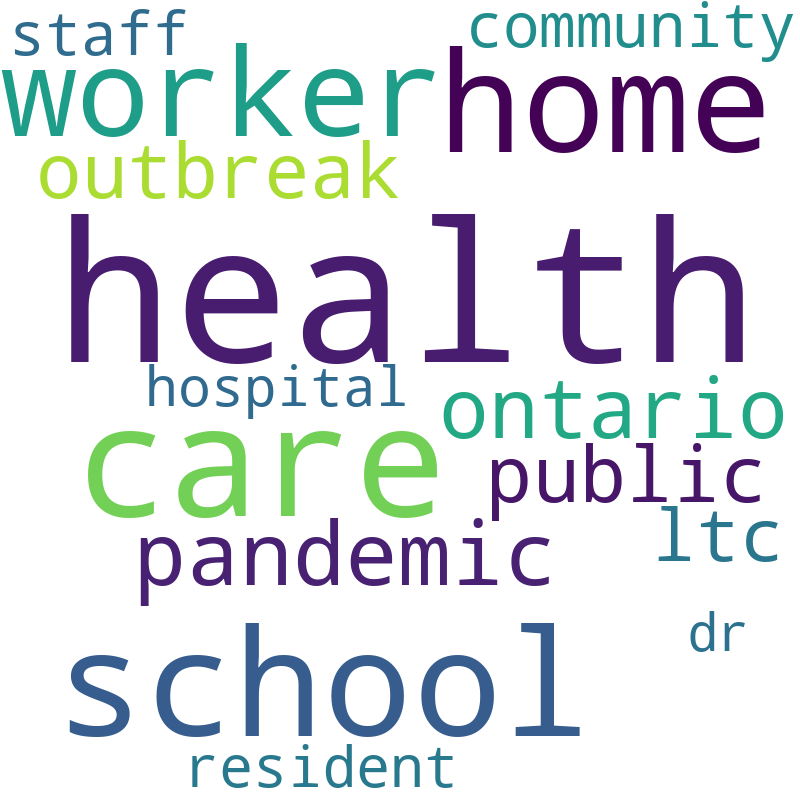 staff
community
worker
home
outbreak
health
hospital
ontario
care
public
ltc
pandemic
dr
school
resident